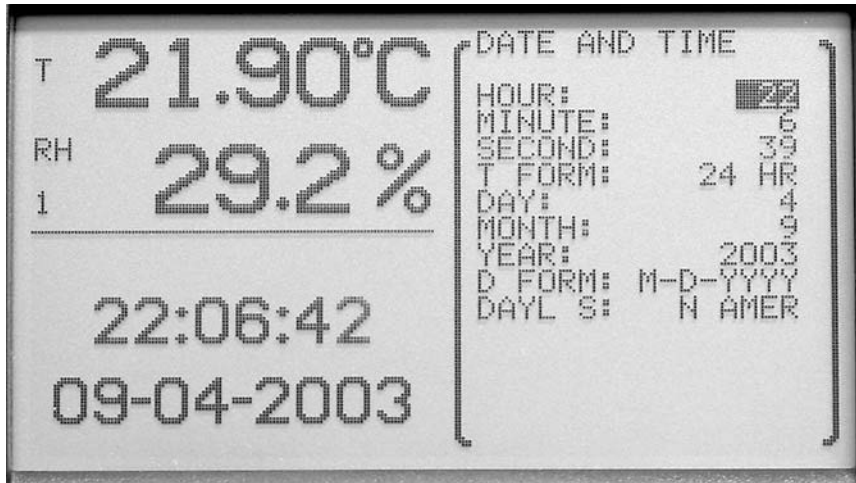 T 21.90°C
RH 29.2 %
1
22:06:42
09-04-2003
DATE AND TIME
HOUR: 22
MINUTE: 6
SECOND: 39
T FORM: 24 HR
DAY: 4
MONTH: 9
YEAR: 2003
D FORM: M-D-YYYY
DAYL S: N AMER